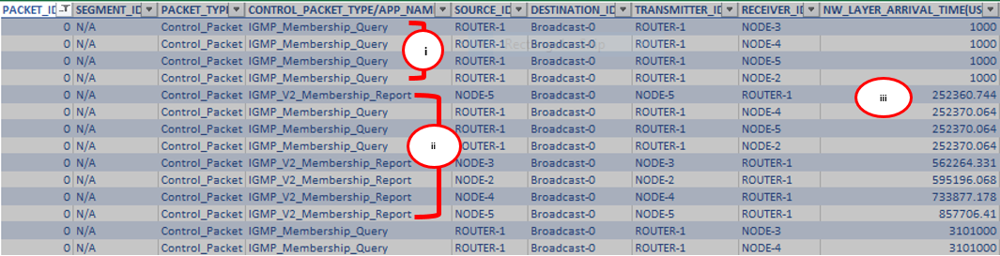 PACKET_ID SEGMENT_ID PACKET_TYPE CONTROL_PACKET_TYPE/APP_NAME SOURCE_ID DESTINATION_ID TRANSMITTER_ID RECEIVER_ID NW_LAYER_ARRIVAL_TIME(US
0 N/A Control_Packet IGMP_Membership_Query ROUTER-1 Broadcast-0 ROUTER-1 NODE-3 1000
0 N/A Control_Packet IGMP_Membership_Query i ROUTER-1 Broadcast-0 ROUTER-1 NODE-4 1000
0 N/A Control_Packet IGMP_Membership_Query ROUTER-1 Broadcast-0 ROUTER-1 NODE-5 1000
0 N/A Control_Packet IGMP_Membership_Query ROUTER-1 Broadcast-0 ROUTER-1 NODE-2 1000
0 N/A Control_Packet IGMP_V2_Membership_Report NODE-5 Broadcast-0 NODE-5 ROUTER-1 iii 252360.744
0 N/A Control_Packet IGMP_Membership_Query ROUTER-1 Broadcast-0 ROUTER-1 NODE-4 252370.064
0 N/A Control_Packet IGMP_Membership_Query ROUTER-1 Broadcast-0 ROUTER-1 NODE-5 252370.064
0 N/A Control_Packet IGMP_Membership_Query ii OUTER-1 Broadcast-0 ROUTER-1 NODE-2 252370.064
0 N/A Control_Packet IGMP_V2_Membership_Report NODE-3 Broadcast-0 NODE-3 ROUTER-1 562264.331
0 N/A Control_Packet IGMP_V2_Membership_Report NODE-2 Broadcast-0 NODE-2 ROUTER-1 595196.068
0 N/A Control_Packet IGMP_V2_Membership_Report NODE-4 Broadcast-0 NODE-4 ROUTER-1 733877.178
0 N/A Control_Packet IGMP_V2_Membership_Report NODE-5 Broadcast-0 NODE-5 ROUTER-1 857706.41
0 N/A Control_Packet IGMP_Membership_Query ROUTER-1 Broadcast-0 ROUTER-1 NODE-3 3101000
0 N/A Control_Packet IGMP_Membership_Query ROUTER-1 Broadcast-0 ROUTER-1 NODE-4 3101000